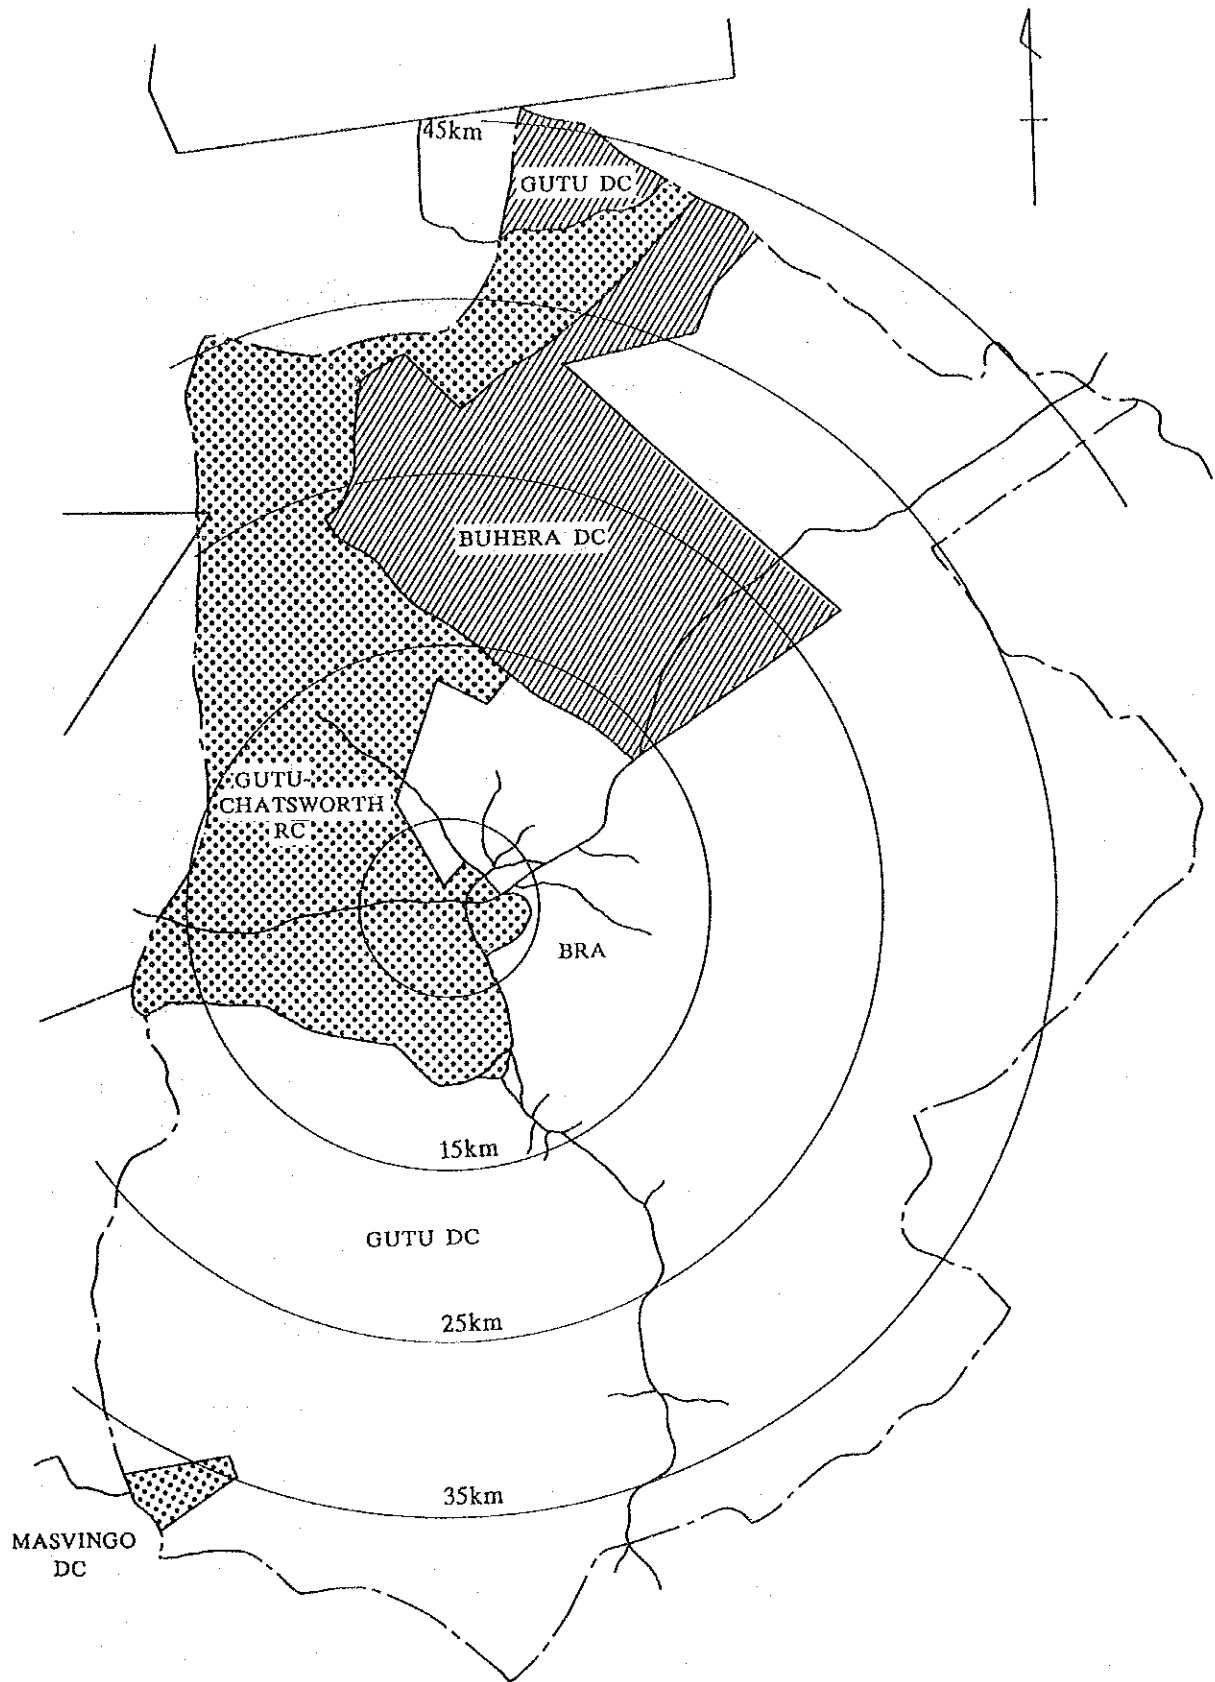 45km
GUTU DC
BUHERA DC
GUTU-
CHATSWORTH
RC
BRA
15km
GUTU DC
25km
35km
MASVINGO
DC